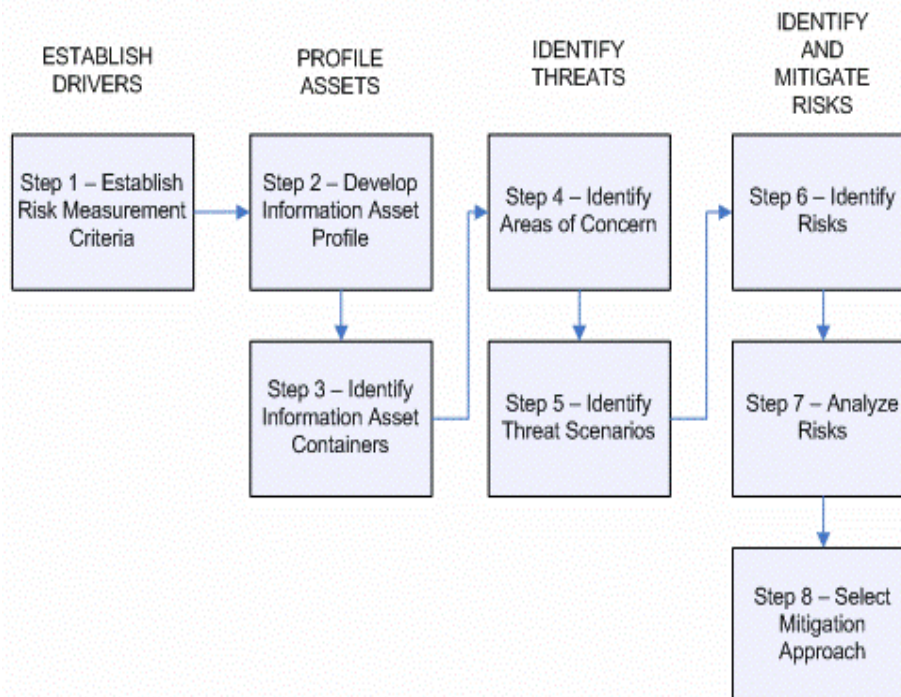 ESTABLISH
DRIVERS
PROFILE
ASSETS
IDENTIFY
THREATS
IDENTIFY
AND
MITIGATE
RISKS
Step 1 – Establish
Risk Measurement
Criteria
Step 2 – Develop
Information Asset
Profile
Step 3 – Identify
Information Asset
Containers
Step 4 – Identify
Areas of Concern
Step 5 – Identify
Threat Scenarios
Step 6 – Identify
Risks
Step 7 – Analyze
Risks
Step 8 – Select
Mitigation
Approach